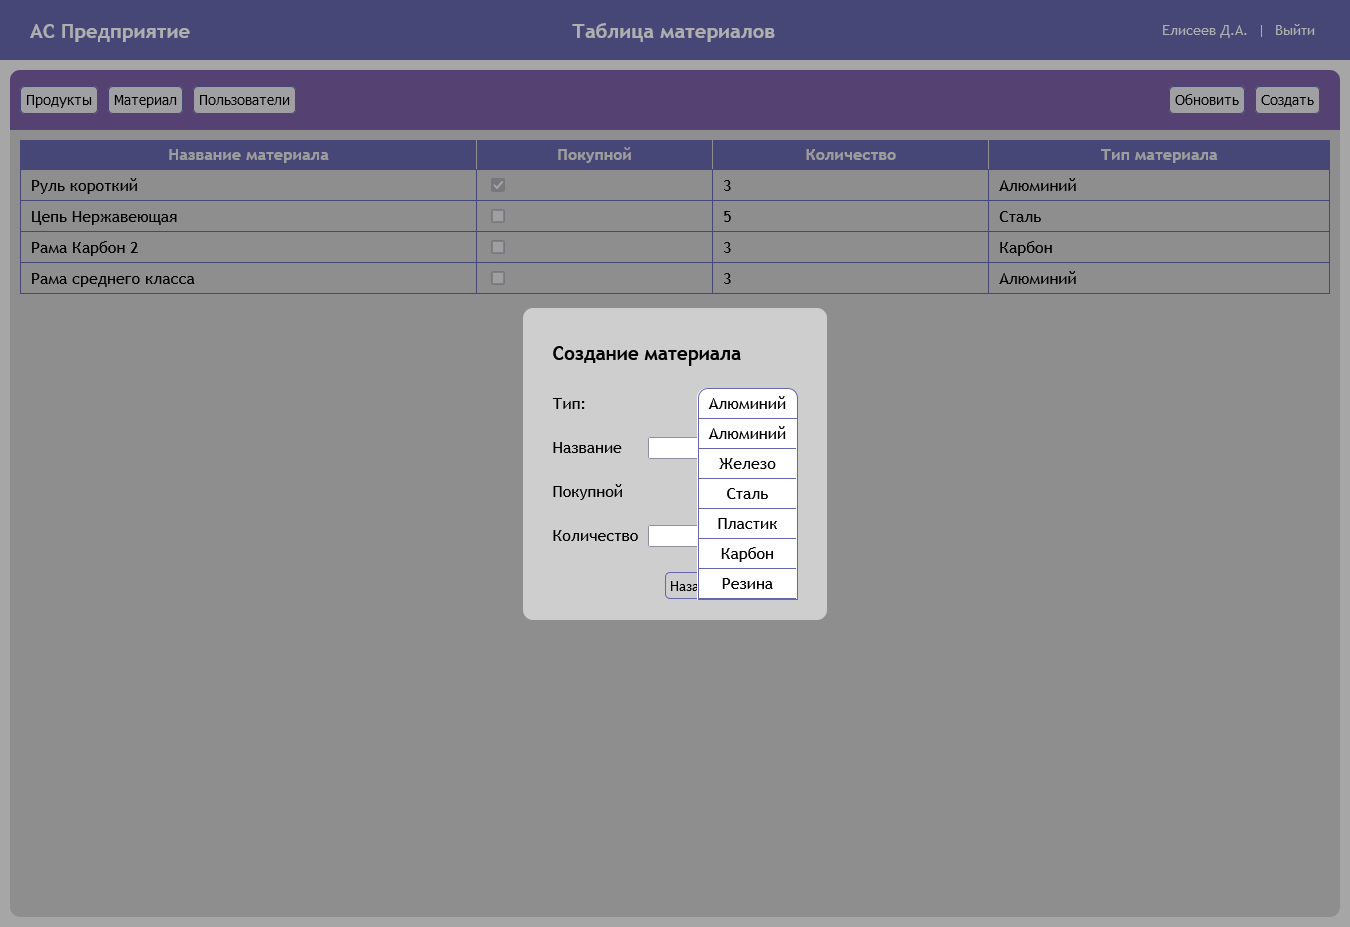 АС Предприятие Таблица материалов Елисеев Д.А. | Выйти
Продукты Материал Пользователи Обновить Создать
Название материала Покупной Количество Тип материала
Руль короткий 3 Алюминий
Цепь Нержавеющая 5 Сталь
Рама Карбон 2 3 Карбон
Рама среднего класса 3 Алюминий
Создание материала
Тип: Алюминий
Алюминий
Название
Железо
Покупной Сталь
Пластик
Количество
Карбон
Резина